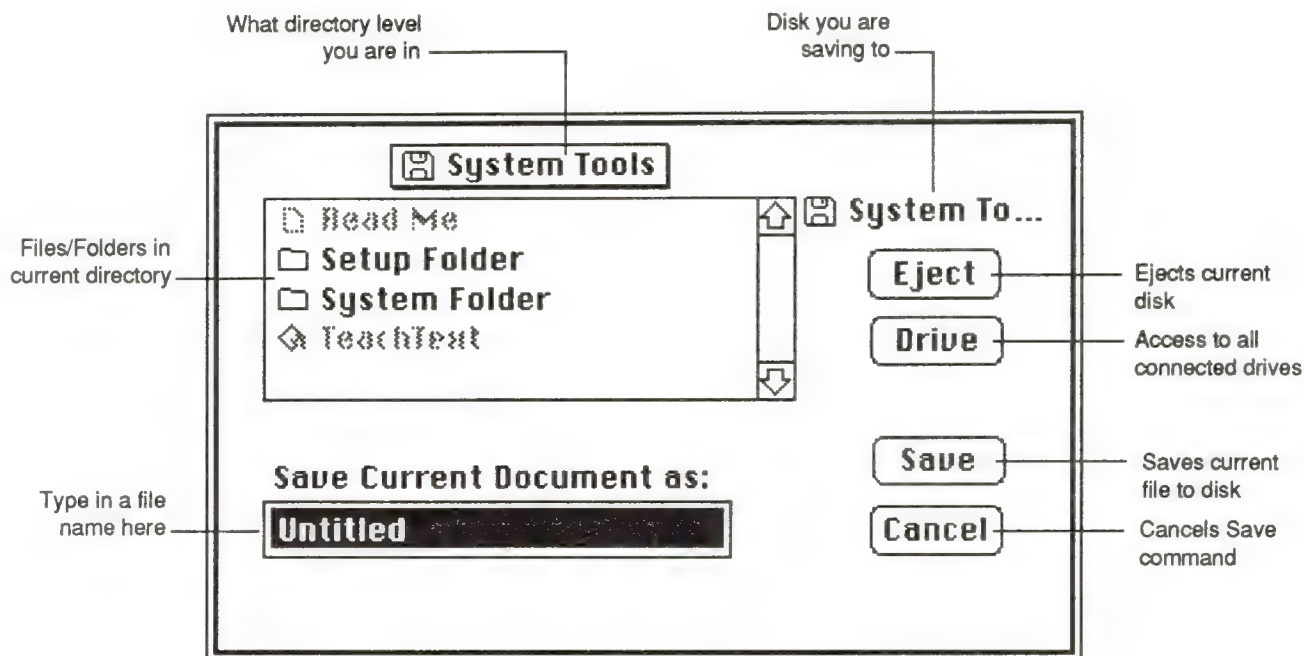 What directory level
you are in
Disk you are
saving to
System Tools
Read Me
Setup Folder
System Folder
TeachText
System To...
Eject
Drive
Save Current Document as:
Untitled
Save
Cancel
Files/Folders in
current directory
Type in a file
name here
Ejects current
disk
Access to all
connected drives
Saves current
file to disk
Cancels Save
command